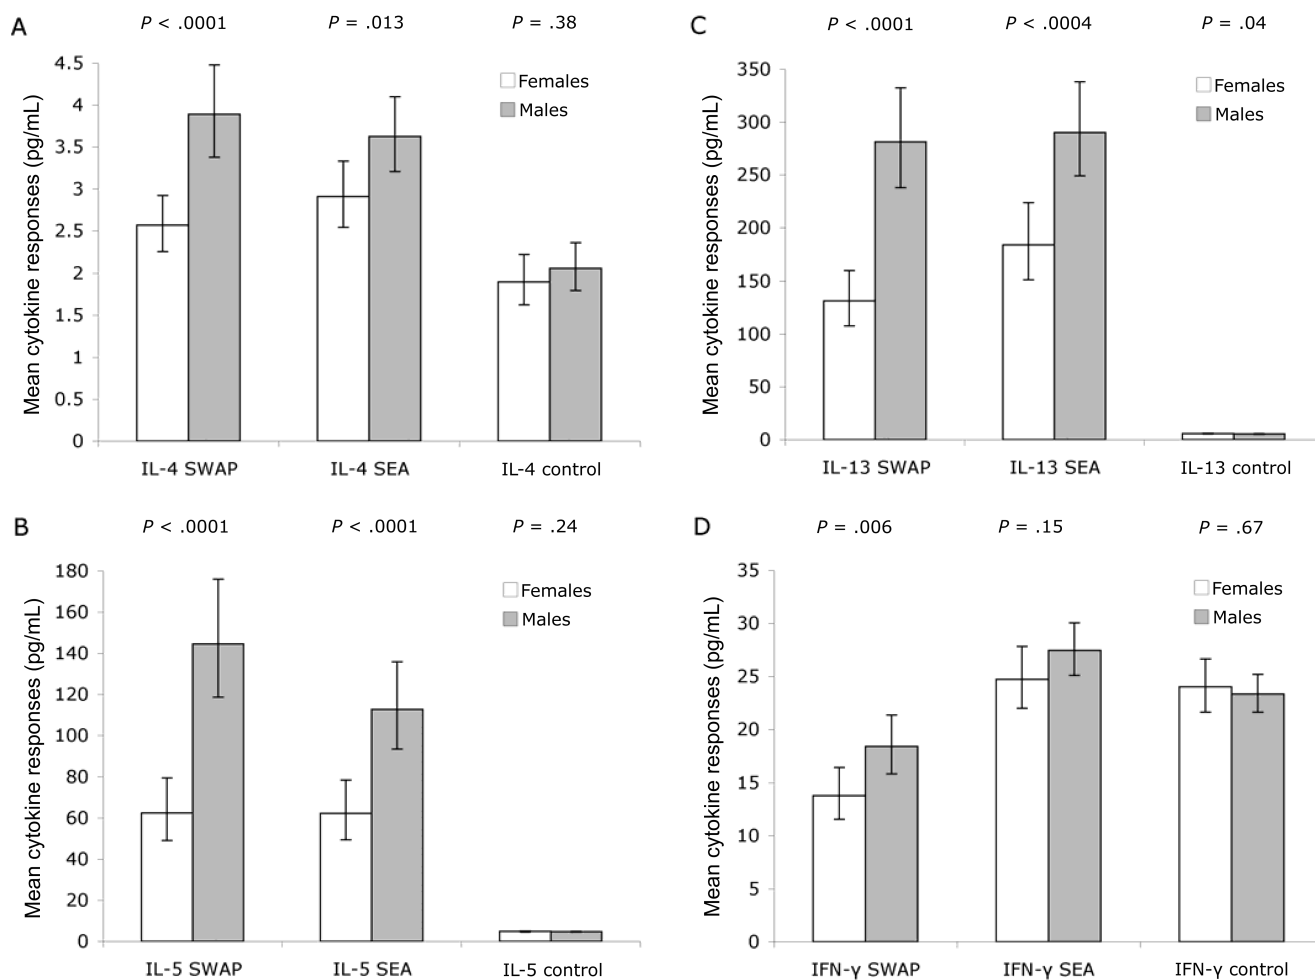 A
P < .0001 P = .013 P = .38
Mean cytokine responses (pg/mL)
4.5
4
3.5
3
2.5
2
1.5
1
0.5
0
Females
Males
IL-4 SWAP IL-4 SEA IL-4 control
C
P < .0001 P < .0004 P = .04
Mean cytokine responses (pg/mL)
350
300
250
200
150
100
50
0
Females
Males
IL-13 SWAP IL-13 SEA IL-13 control
B
P < .0001 P < .0001 P = .24
Mean cytokine responses (pg/mL)
180
160
140
120
100
80
60
40
20
0
Females
Males
IL-5 SWAP IL-5 SEA IL-5 control
D
P = .006 P = .15 P = .67
Mean cytokine responses (pg/mL)
35
30
25
20
15
10
5
0
Females
Males
IFN-γ SWAP IFN-γ SEA IFN-γ control